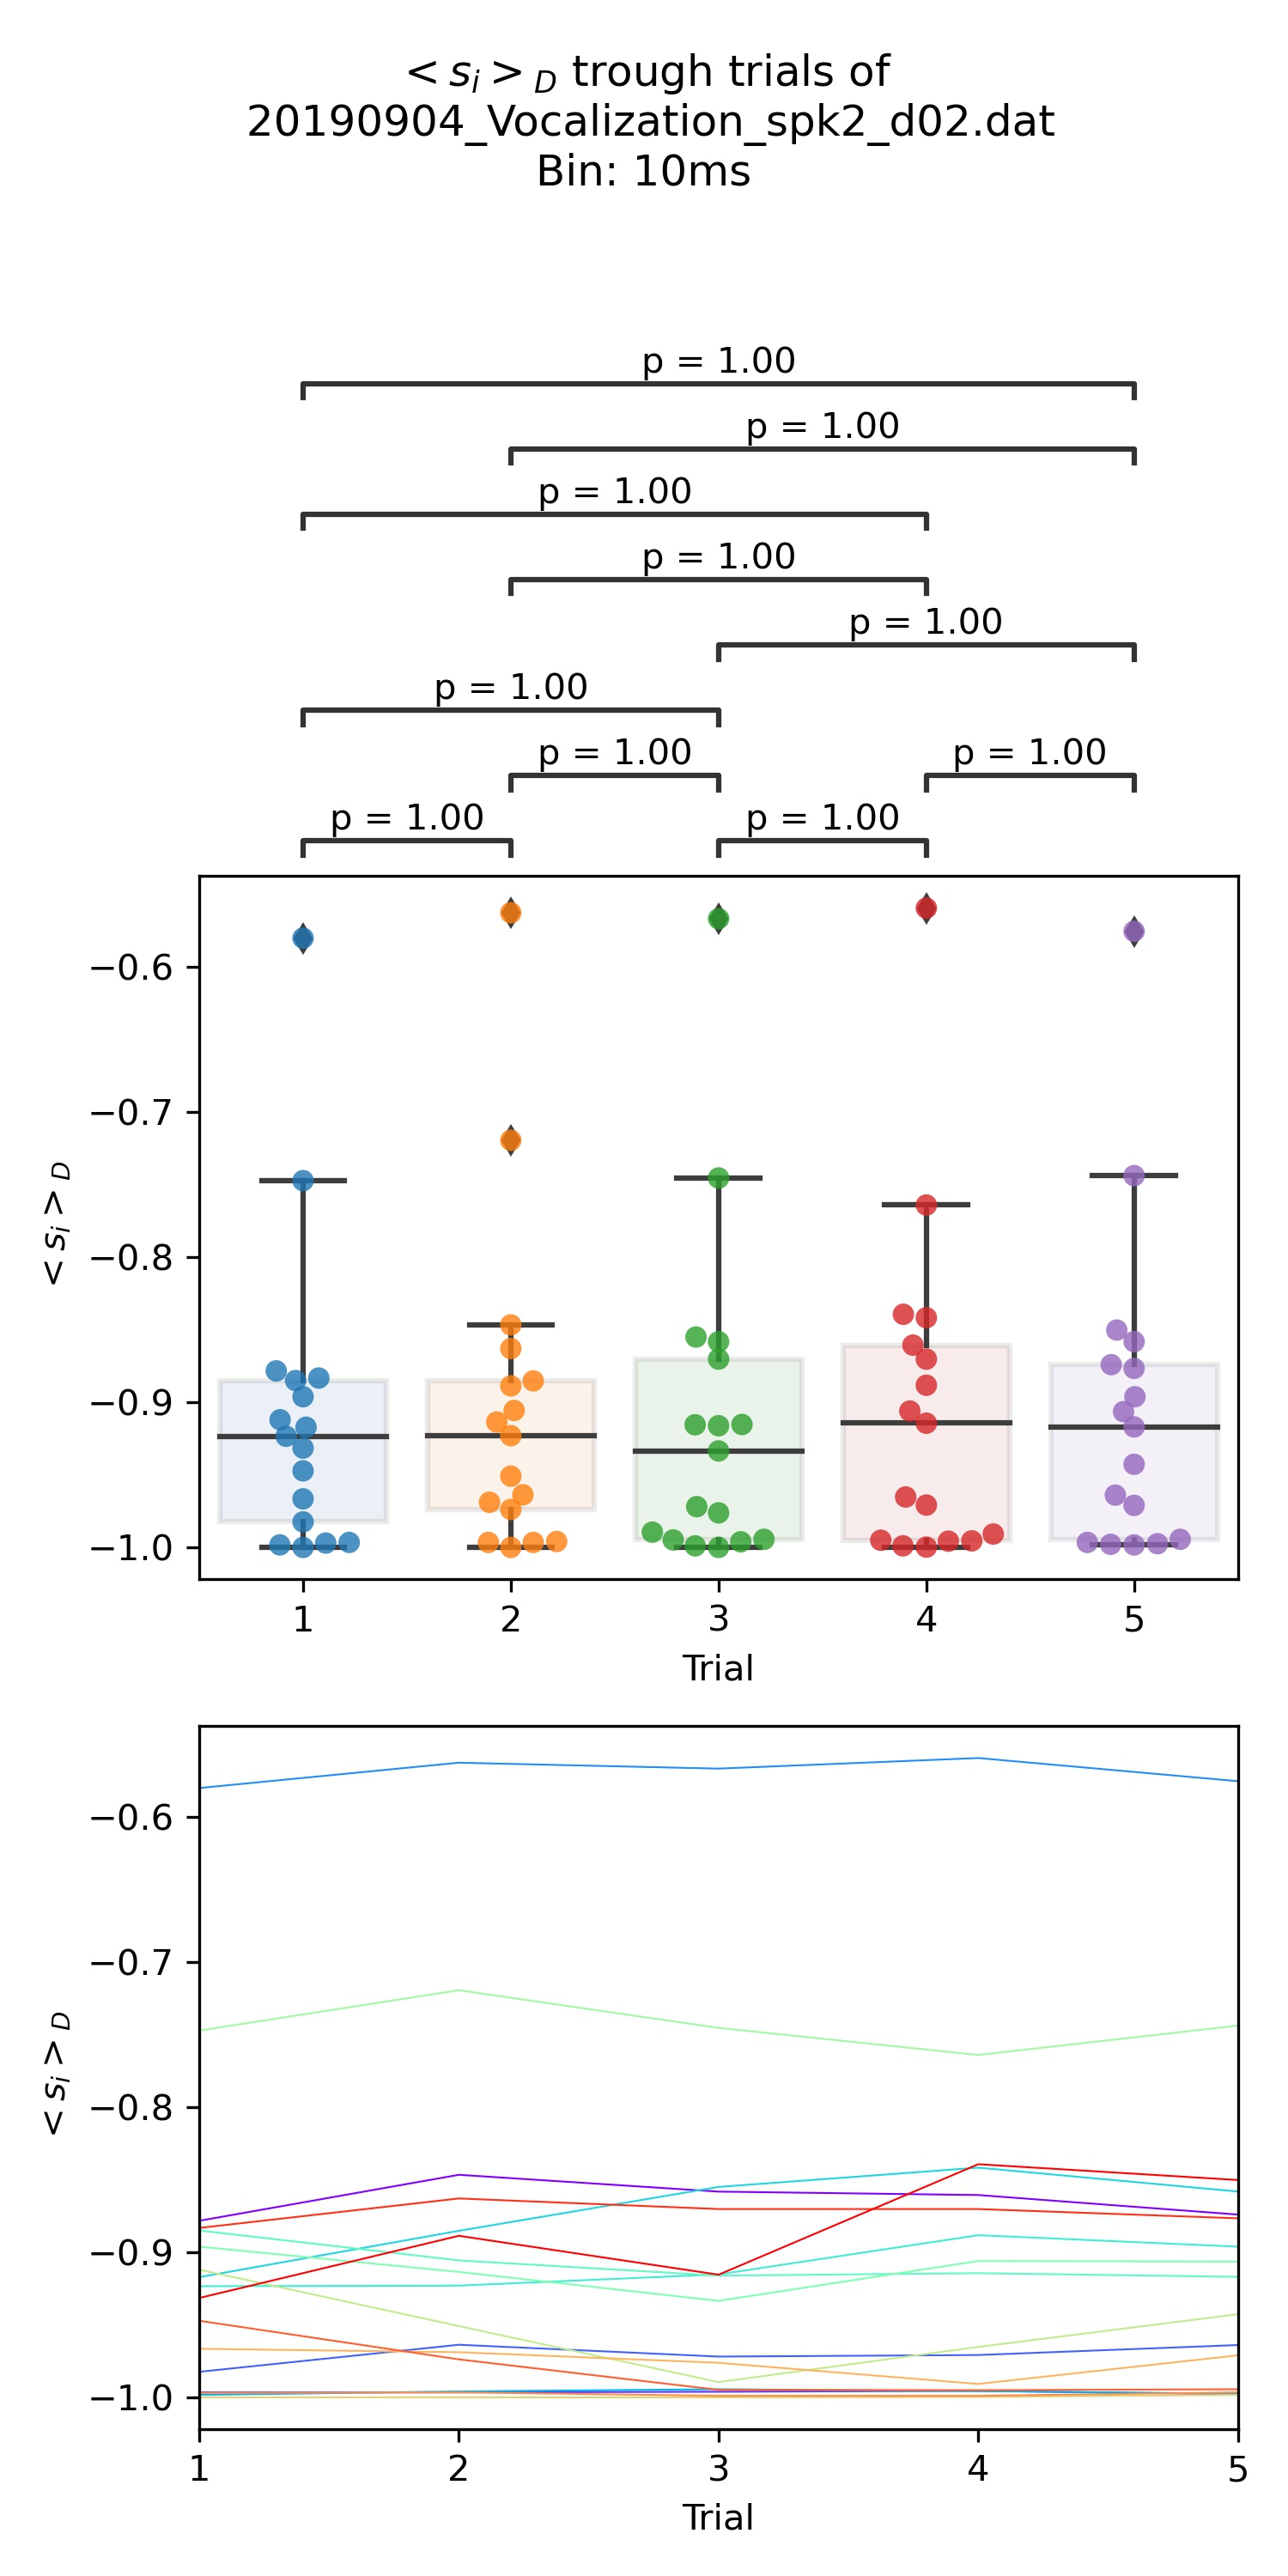 < s_i >_D trough trials of
20190904_Vocalization_spk2_d02.dat
Bin: 10ms
p = 1.00
p = 1.00
p = 1.00
p = 1.00
p = 1.00
p = 1.00
p = 1.00 p = 1.00
p = 1.00 p = 1.00
−0.6
−0.7
−0.8
−0.9
−1.0
< s_i >_D
1 2 3 4 5
Trial
−0.6
−0.7
−0.8
−0.9
−1.0
< s_i >_D
1 2 3 4 5
Trial